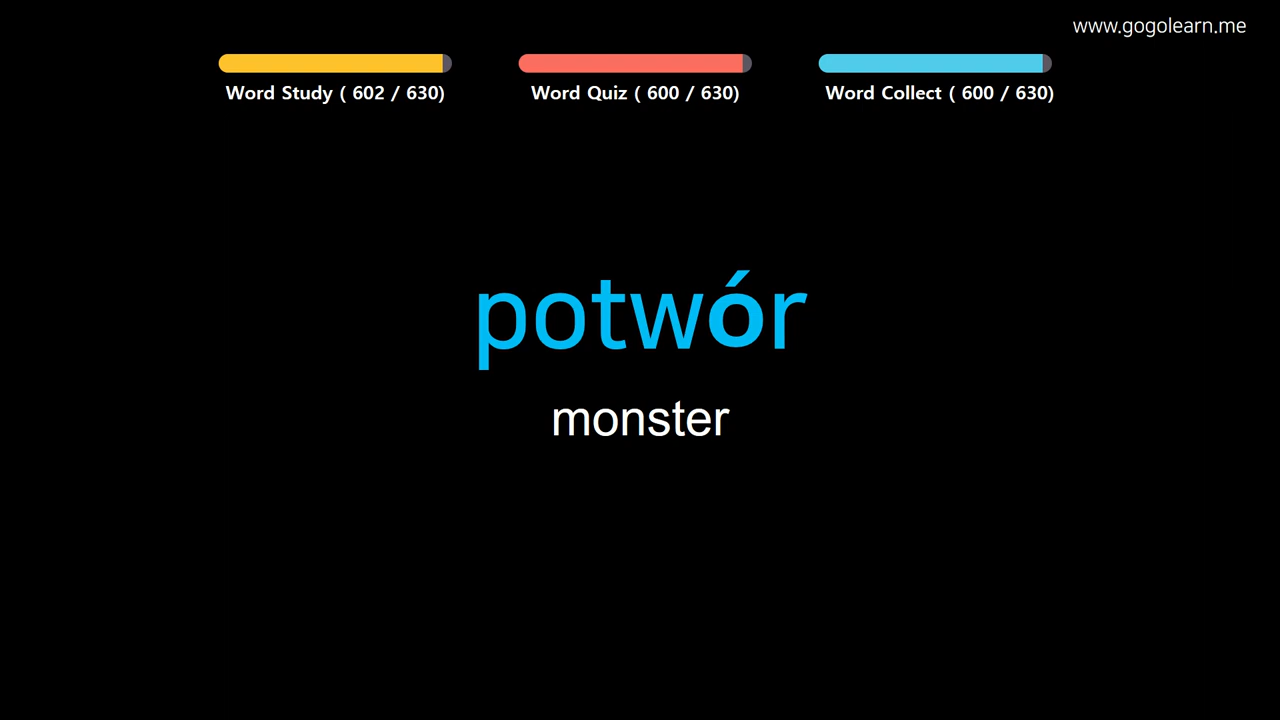 www.gogolearn.me
Word Study ( 602 / 630)
Word Quiz ( 600 / 630)
Word Collect ( 600 / 630)
potwór
monster